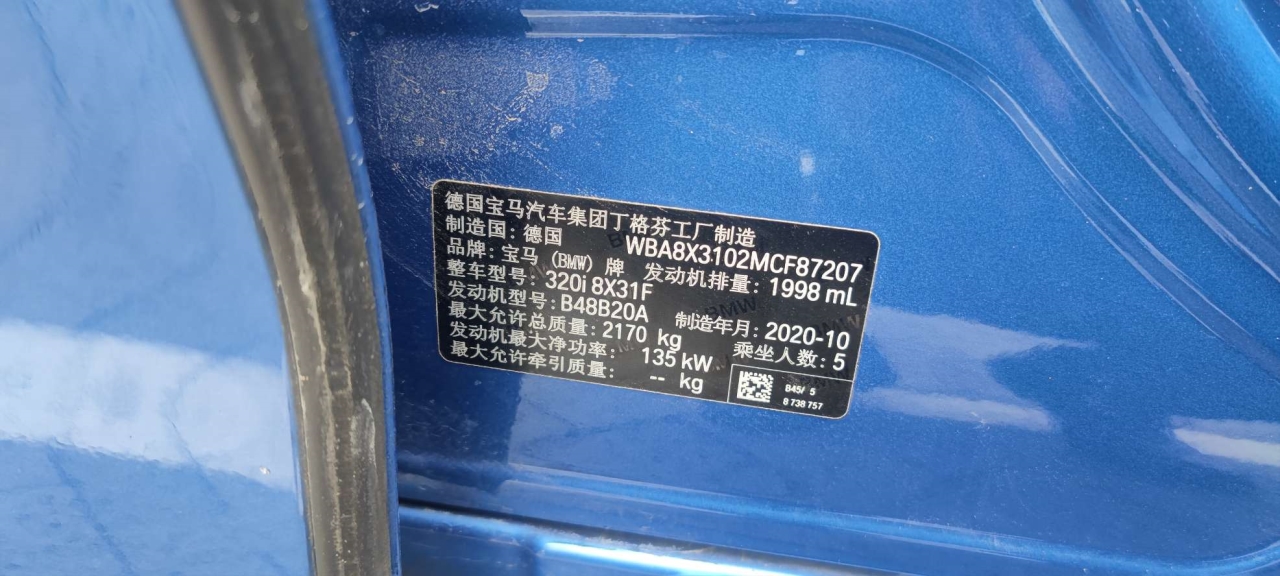 德国宝马汽车集团丁格芬工厂制造
制造国: 德国 WBA8X3102MCF87207
品牌: 宝马 (BMW) 牌 发动机排量: 1998 mL
整车型号: 320i 8X31F
发动机型号: B48B20A 制造年月: 2020-10
最大允许总质量: 2170 kg 乘坐人数: 5
发动机最大净功率: 135 kW
最大允许牵引质量: -- kg
B45/ 5
8 738 757